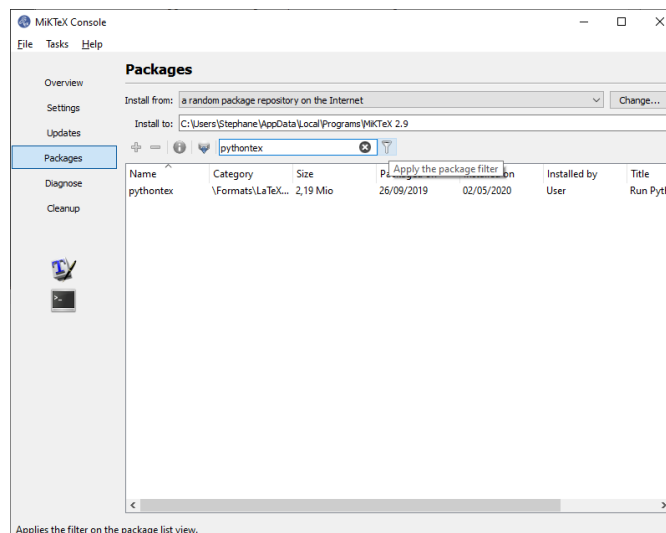 MiKTeX Console
File Tasks Help
Overview
Settings
Updates
Packages
Diagnose
Cleanup
Packages
Install from: a random package repository on the Internet Change...
Install to: C:\Users\Stephane\AppData\Local\Programs\MiKTeX 2.9
pythontex
Apply the package filter
Name Category Size Installed by Title
pythontex \Formats\LaTeX... 2,19 Mio 26/09/2019 02/05/2020 User Run Pyth
Applies the filter on the package list view.